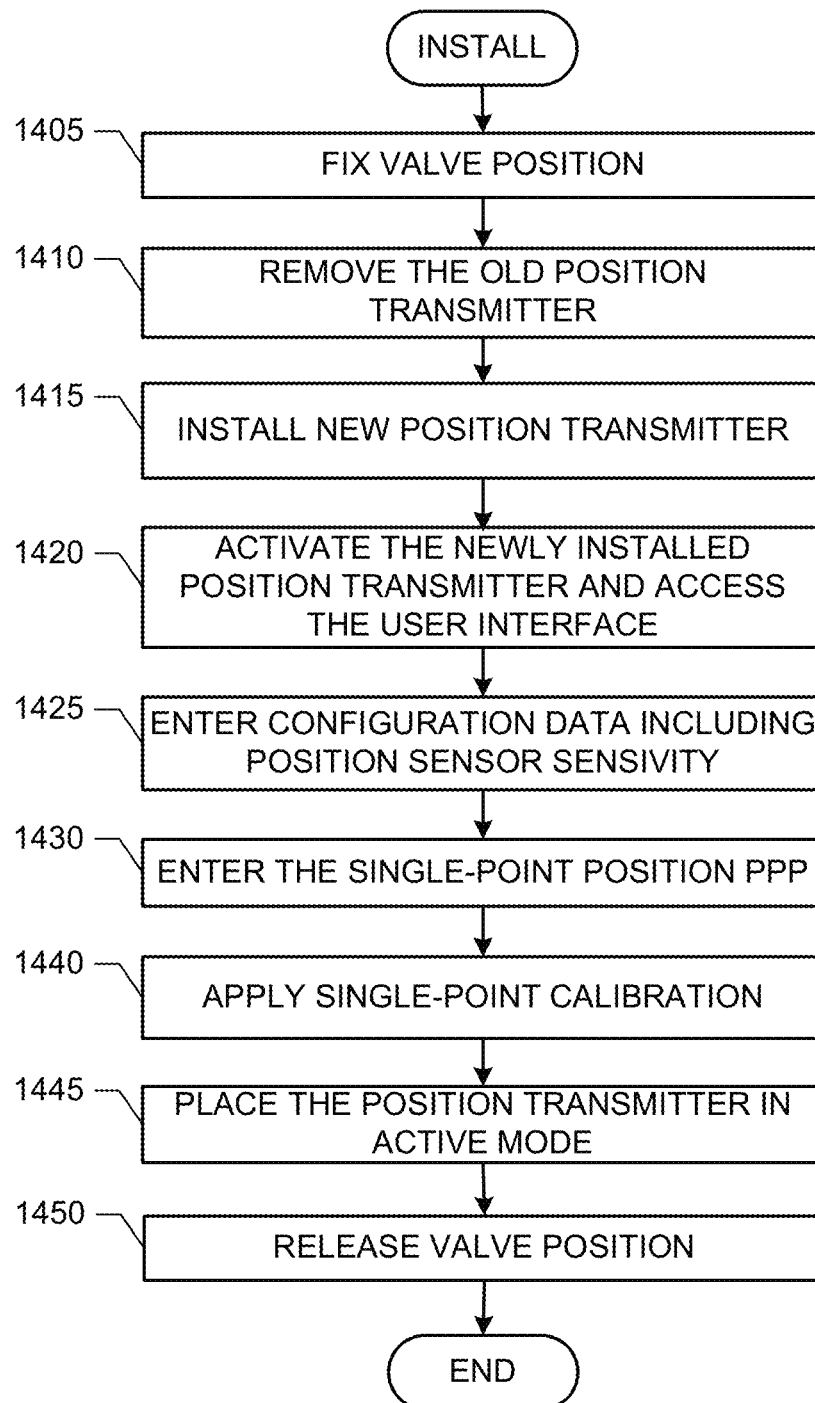 INSTALL
1405
FIX VALVE POSITION
1410
REMOVE THE OLD POSITION
TRANSMITTER
1415
INSTALL NEW POSITION TRANSMITTER
1420
ACTIVATE THE NEWLY INSTALLED
POSITION TRANSMITTER AND ACCESS
THE USER INTERFACE
1425
ENTER CONFIGURATION DATA INCLUDING
POSITION SENSOR SENSIVITY
1430
ENTER THE SINGLE-POINT POSITION PPP
1440
APPLY SINGLE-POINT CALIBRATION
1445
PLACE THE POSITION TRANSMITTER IN
ACTIVE MODE
1450
RELEASE VALVE POSITION
END